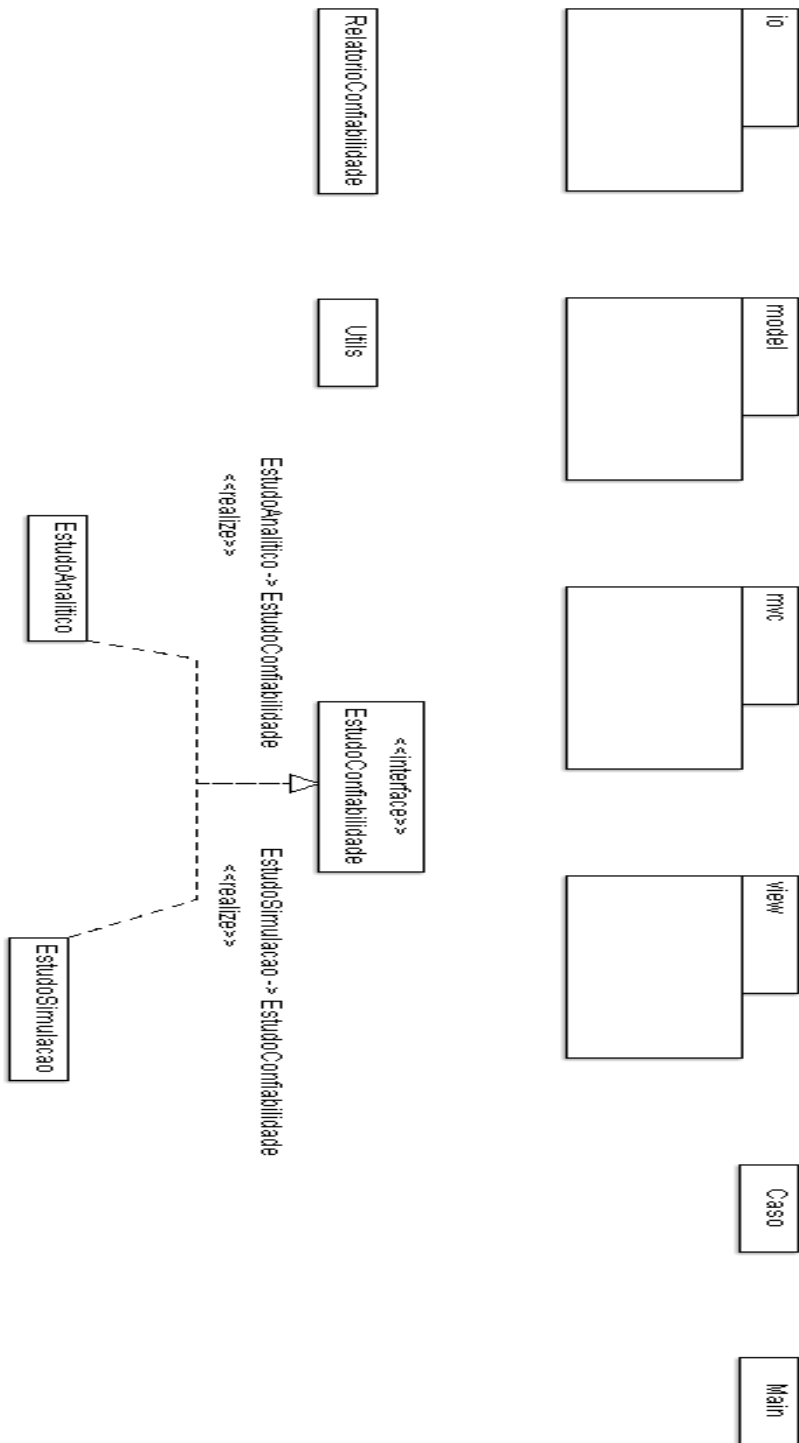 io
model
mvc
view
Caso
Main
RelatorioConfiabilidade
Utils
<<interface>>
EstudoConfiabilidade
EstudoAnalitico -> EstudoConfiabilidade
<<realize>>
EstudoSimulacao -> EstudoConfiabilidade
<<realize>>
EstudoAnalitico
EstudoSimulacao